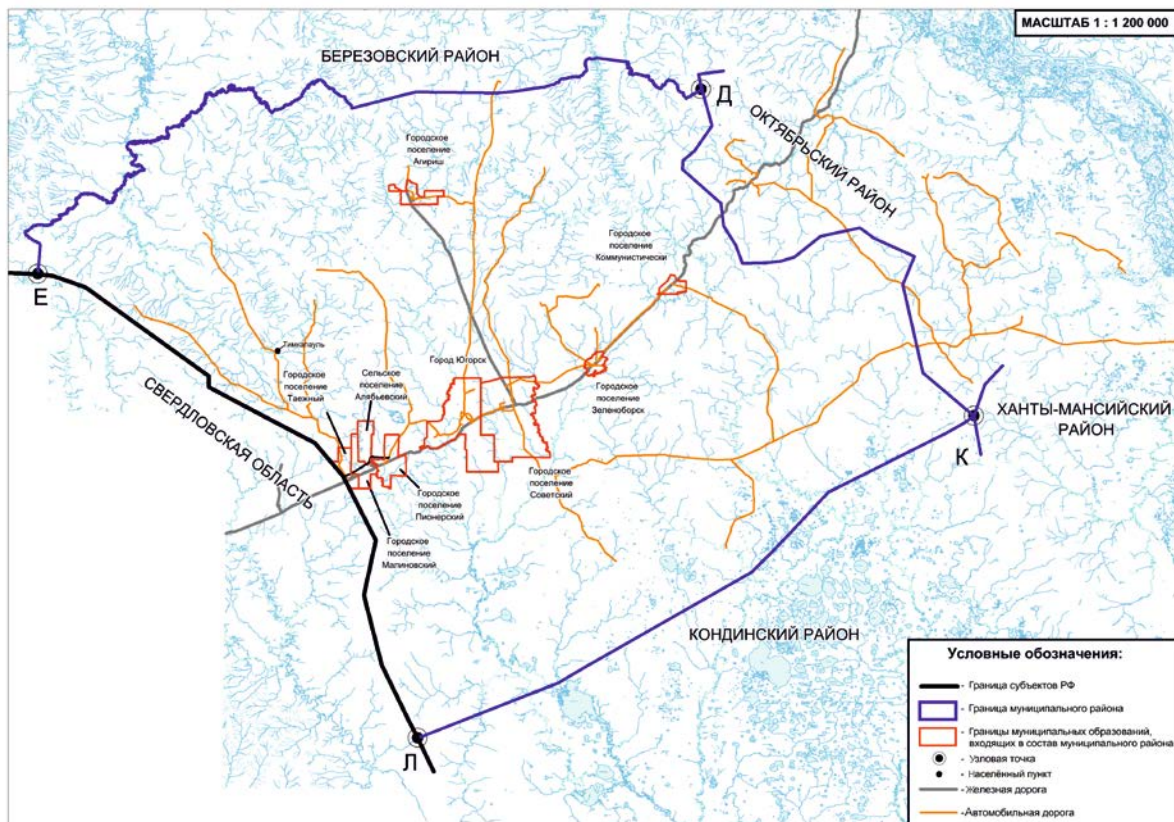 МАСШТАБ 1 : 1 200 000
БЕРЕЗОВСКИЙ РАЙОН
Д
ОКТЯБРЬСКИЙ РАЙОН
Городское
поселение
Агириш
Городское
поселение
Коммунистически
Е
Тимкапауль
Городское
поселение
Таежный
Сельское
поселение
Алябьевский
Город Югорск
Городское
поселение
Зеленоборск
СВЕРДЛОВСКАЯ ОБЛАСТЬ
ХАНТЫ-МАНСИЙСКИЙ
РАЙОН
К
Городское
поселение
Советский
Городское
поселение
Пионерский
Городское
поселение
Малиновский
КОНДИНСКИЙ РАЙОН
Л
Условные обозначения:
- Граница субъектов РФ
- Граница муниципального района
- Границы муниципальных образований,
входящих в состав муниципального района
- Узловая точка
- Населённый пункт
- Железная дорога
- Автомобильная дорога